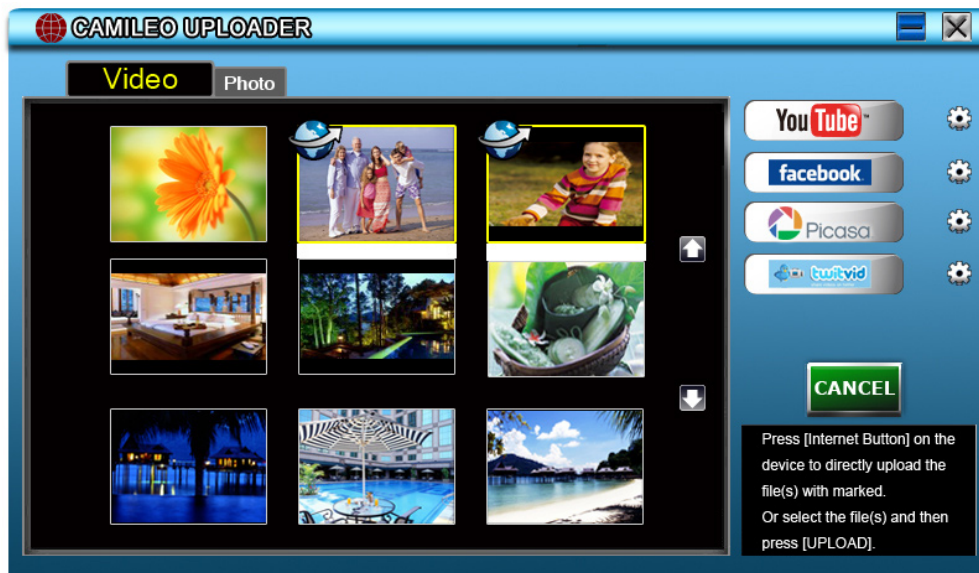 CAMILEO UPLOADER
Video
Photo
YouTube™
facebook
Picasa
twitvid
CANCEL
Press [Internet Button] on the
device to directly upload the
file(s) with marked.
Or select the file(s) and then
press [UPLOAD].